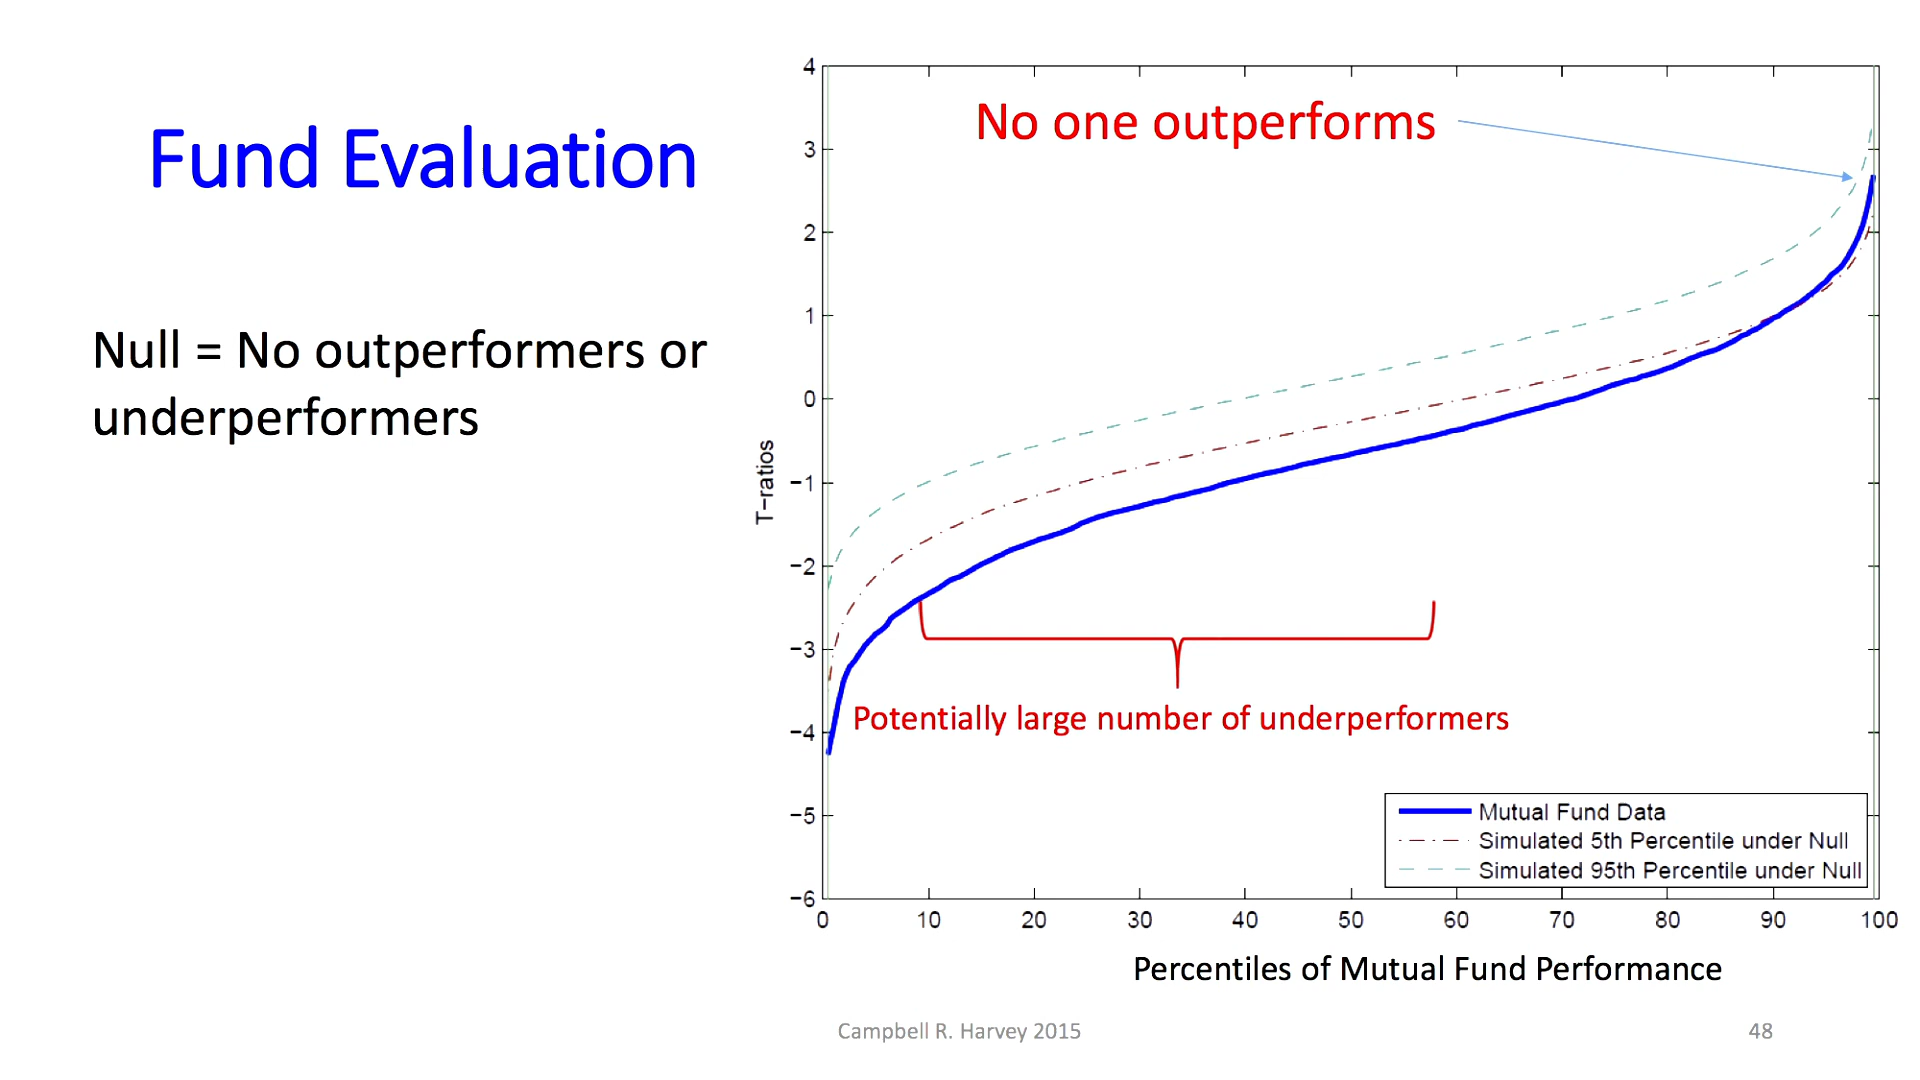 Fund Evaluation
Null = No outperformers or
underperformers
No one outperforms
4
3
2
1
0
−1
−2
−3
−4
−5
−6
T−ratios
Potentially large number of underperformers
Mutual Fund Data
Simulated 5th Percentile under Null
Simulated 95th Percentile under Null
0 10 20 30 40 50 60 70 80 90 100
Percentiles of Mutual Fund Performance
Campbell R. Harvey 2015
48